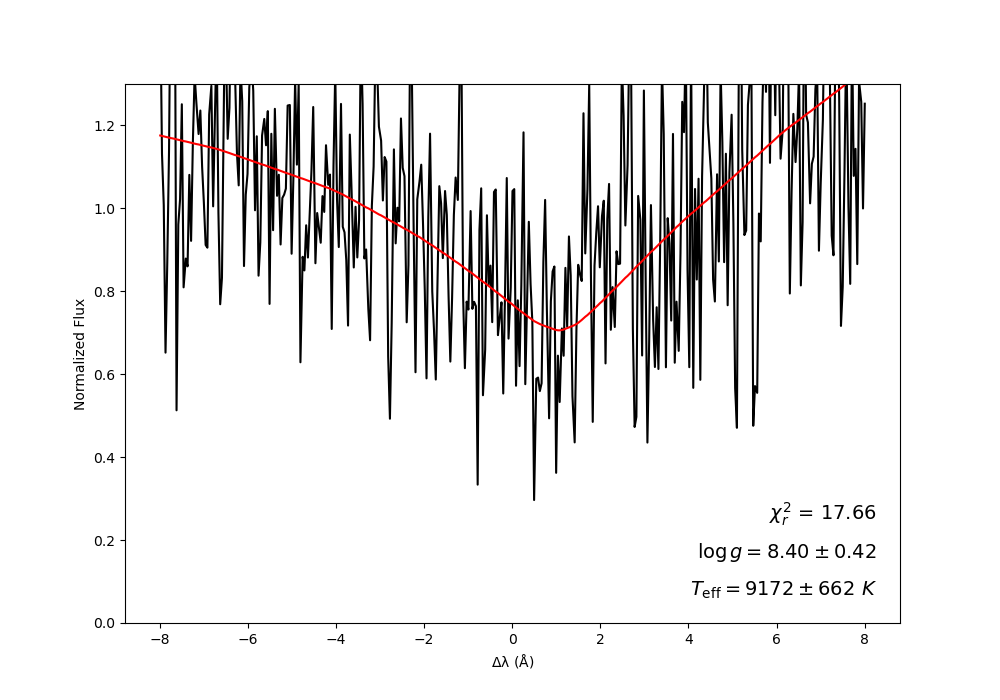 1.2
1.0
0.8
0.6
0.4
0.2
0.0
Normalized Flux
χ²ᵣ = 17.66
log g = 8.40 ± 0.42
T_eff = 9172 ± 662 K
−8 −6 −4 −2 0 2 4 6 8
Δλ (Å)